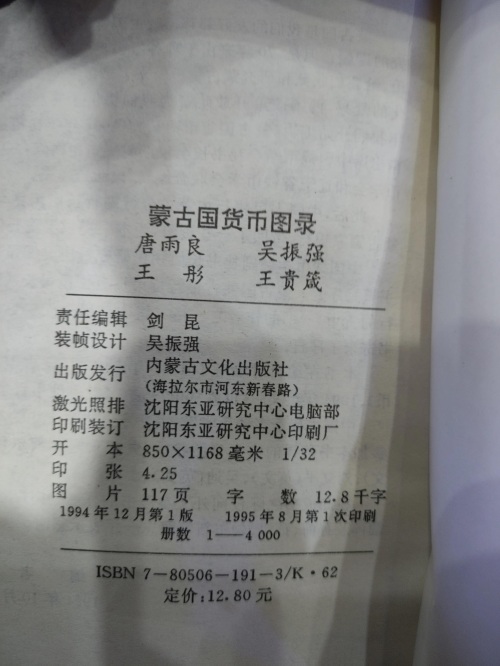 蒙古国货币图录
唐雨良 吴振强
王 彤 王贵箴
责任编辑 剑 昆
装帧设计 吴振强
出版发行 内蒙古文化出版社
(海拉尔市河东新春路)
激光照排 沈阳东亚研究中心电脑部
印刷装订 沈阳东亚研究中心印刷厂
开 本 850×1168毫米 1/32
印 张 4.25
图 片 117页 字 数 12.8千字
1994年12月第1版 1995年8月第1次印刷
册数 1—4 000
ISBN 7-80506-191-3/K·62
定价:12.80元